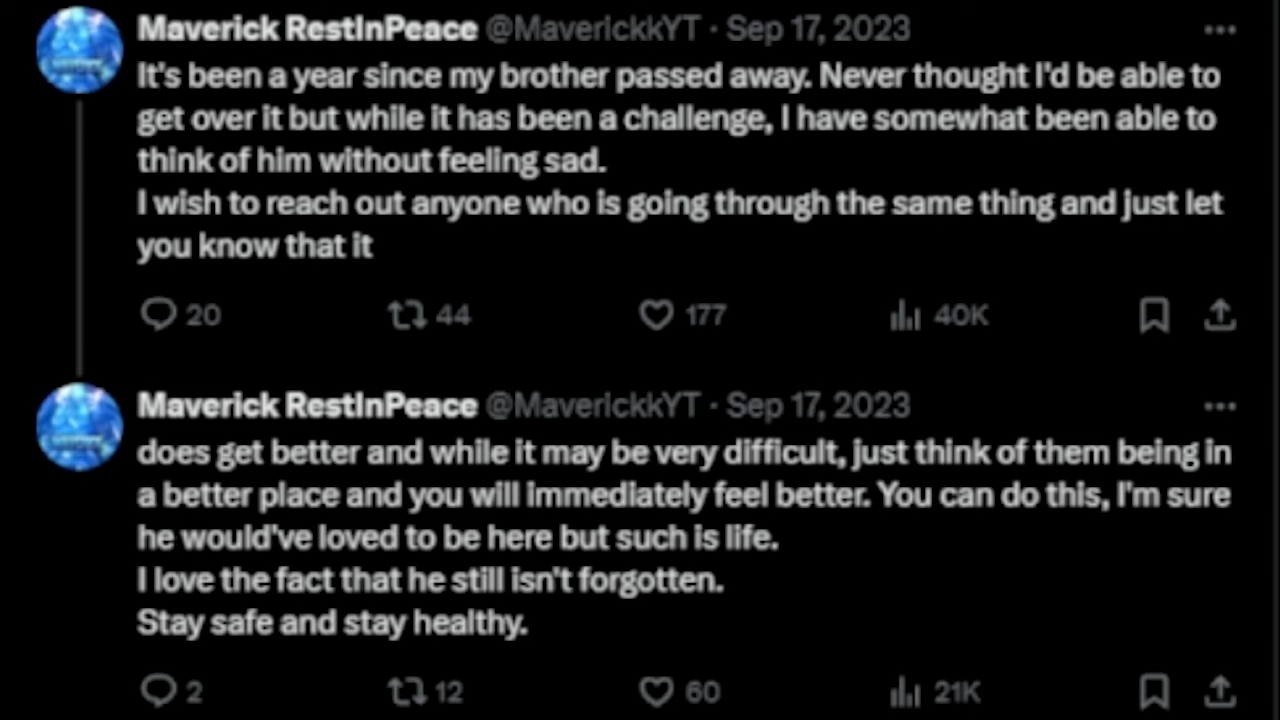 Maverick RestInPeace @MaverIckkYT · Sep 17, 2023
It's been a year since my brother passed away. Never thought I'd be able to
get over it but while it has been a challenge, I have somewhat been able to
think of him without feeling sad.
I wish to reach out anyone who is going through the same thing and just let
you know that it
20 44 177 40K
Maverick RestInPeace @MaverIckkYT · Sep 17, 2023
does get better and while it may be very difficult, just think of them being in
a better place and you will immediately feel better. You can do this, I'm sure
he would've loved to be here but such is life.
I love the fact that he still isn't forgotten.
Stay safe and stay healthy.
2 12 60 21K